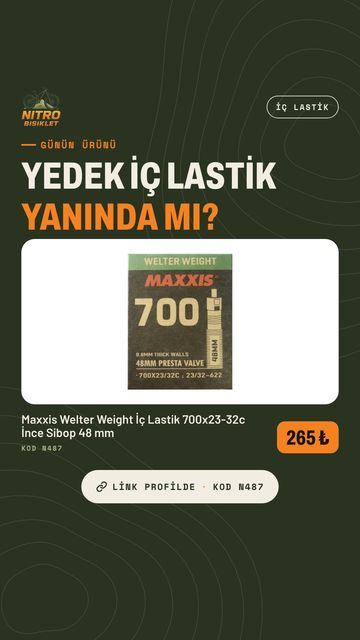 NITRO
BISIKLET
İÇ LASTİK
GÜNÜN ÜRÜNÜ
YEDEK İÇ LASTİK
YANINDA MI?
WELTER WEIGHT
MAXXIS
700
48MM
0.8MM THICK WALLS
48MM PRESTA VALVE
700X23/32C , 23/32-622
Maxxis Welter Weight İç Lastik 700x23-32c
İnce Sibop 48 mm
KOD N487
265 ₺
LİNK PROFİLDE · KOD N487